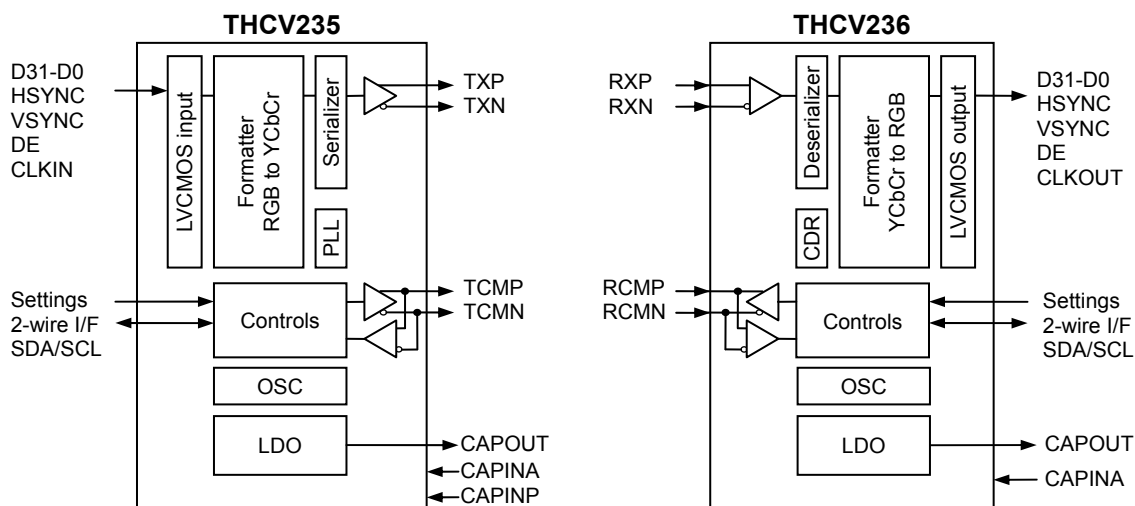 THCV235
D31-D0
HSYNC
VSYNC
DE
CLKIN
LVCMOS input
Formatter
RGB to YCbCr
Serializer
PLL
TXP
TXN
Settings
2-wire I/F
SDA/SCL
Controls
TCMP
TCMN
OSC
LDO
CAPOUT
CAPINA
CAPINP
THCV236
RXP
RXN
Deserializer
CDR
Formatter
YCbCr to RGB
LVCMOS output
D31-D0
HSYNC
VSYNC
DE
CLKOUT
RCMP
RCMN
Controls
Settings
2-wire I/F
SDA/SCL
OSC
LDO
CAPOUT
CAPINA